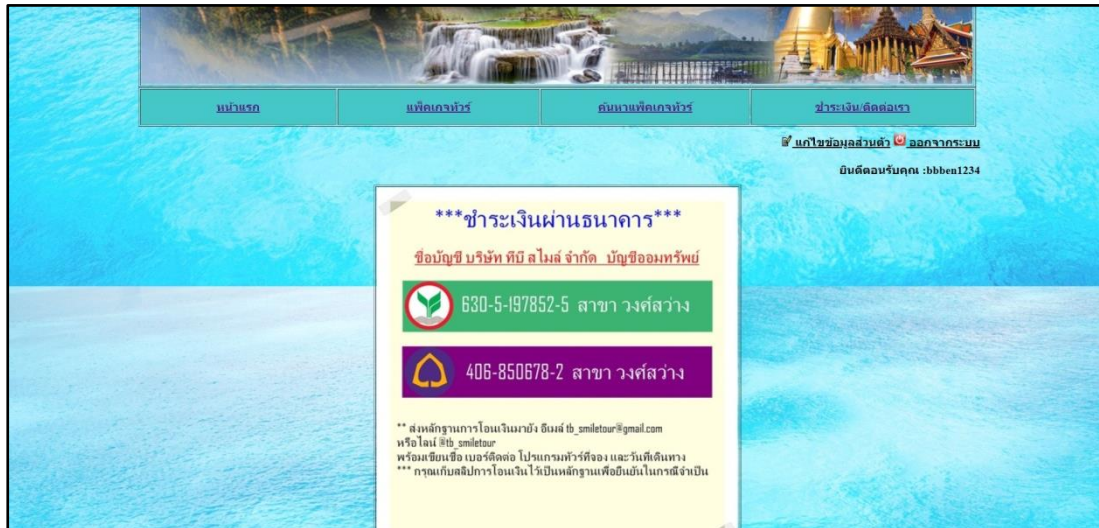 หน้าแรก แพ็คเกจทัวร์ ค้นหาแพ็คเกจทัวร์ ชำระเงิน/ติดต่อเรา
แก้ไขข้อมูลส่วนตัว ออกจากระบบ
ยินดีตอนรับคุณ :bbben1234
***ชำระเงินผ่านธนาคาร***
ชื่อบัญชี บริษัท ทีบี สไมล์ จำกัด บัญชีออมทรัพย์
630-5-197852-5 สาขา วงศ์สว่าง
406-850678-2 สาขา วงศ์สว่าง
** ส่งหลักฐานการโอนเงินมายัง อีเมล์ tb_smiletour@gmail.com
หรือไลน์ @tb_smiletour
พร้อมเขียนชื่อ เบอร์ติดต่อ โปรแกรมทัวร์ที่จอง และวันที่เดินทาง
*** กรุณเก็บสลิปการโอนเงินไว้เป็นหลักฐานเพื่อยืนยันในกรณีจำเป็น